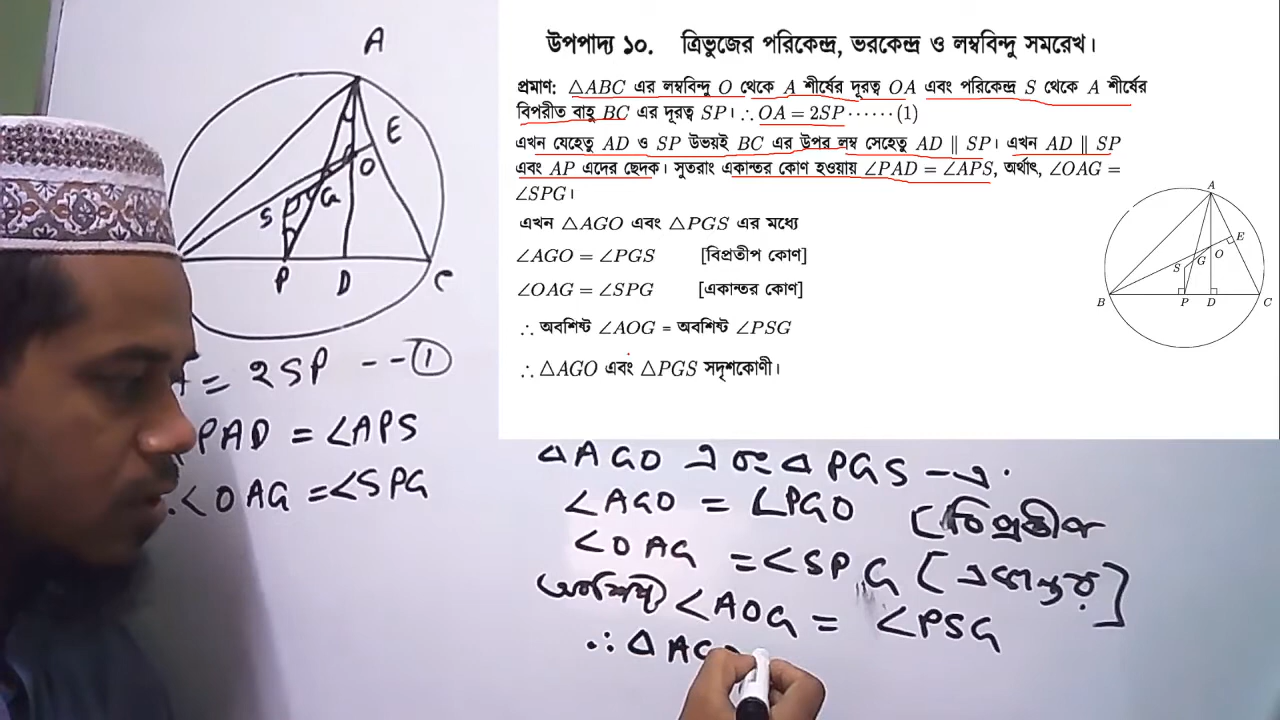 উপপাদ্য ১০. ত্রিভুজের পরিকেন্দ্র, ভরকেন্দ্র ও লম্ববিন্দু সমরেখ।
প্রমাণ: △ABC এর লম্ববিন্দু O থেকে A শীর্ষের দূরত্ব OA এবং পরিকেন্দ্র S থেকে A শীর্ষের
বিপরীত বাহু BC এর দূরত্ব SP। ∴ OA = 2SP ······ (1)
এখন যেহেতু AD ও SP উভয়ই BC এর উপর লম্ব সেহেতু AD ∥ SP। এখন AD ∥ SP
এবং AP এদের ছেদক। সুতরাং একান্তর কোণ হওয়ায় ∠PAD = ∠APS, অর্থাৎ, ∠OAG =
∠SPG।
এখন △AGO এবং △PGS এর মধ্যে
∠AGO = ∠PGS [বিপ্রতীপ কোণ]
∠OAG = ∠SPG [একান্তর কোণ]
∴ অবশিষ্ট ∠AOG = অবশিষ্ট ∠PSG
∴ △AGO এবং △PGS সদৃশকোণী।
A
E
S G O
B P D C
A
E
O
G
S
P D C
= 2SP --①
PAD = ∠APS
∠OAG = ∠SPG
△AGO এবং △PGS -এ
∠AGO = ∠PGO [বিপ্রতীপ
∠OAG = ∠SPG [একান্তর]
অবশিষ্ট ∠AOG = ∠PSG
∴ △AG